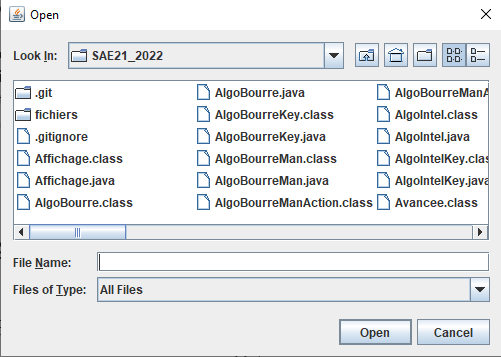 Open
Look In: SAE21_2022
.git
fichiers
.gitignore
Affichage.class
Affichage.java
AlgoBourre.class
AlgoBourre.java
AlgoBourreKey.class
AlgoBourreKey.java
AlgoBourreMan.class
AlgoBourreMan.java
AlgoBourreManAction.class
AlgoBourreManA
AlgoIntel.class
AlgoIntel.java
AlgoIntelKey.clas
AlgoIntelKey.java
Avancee.class
File Name:
Files of Type: All Files
Open Cancel